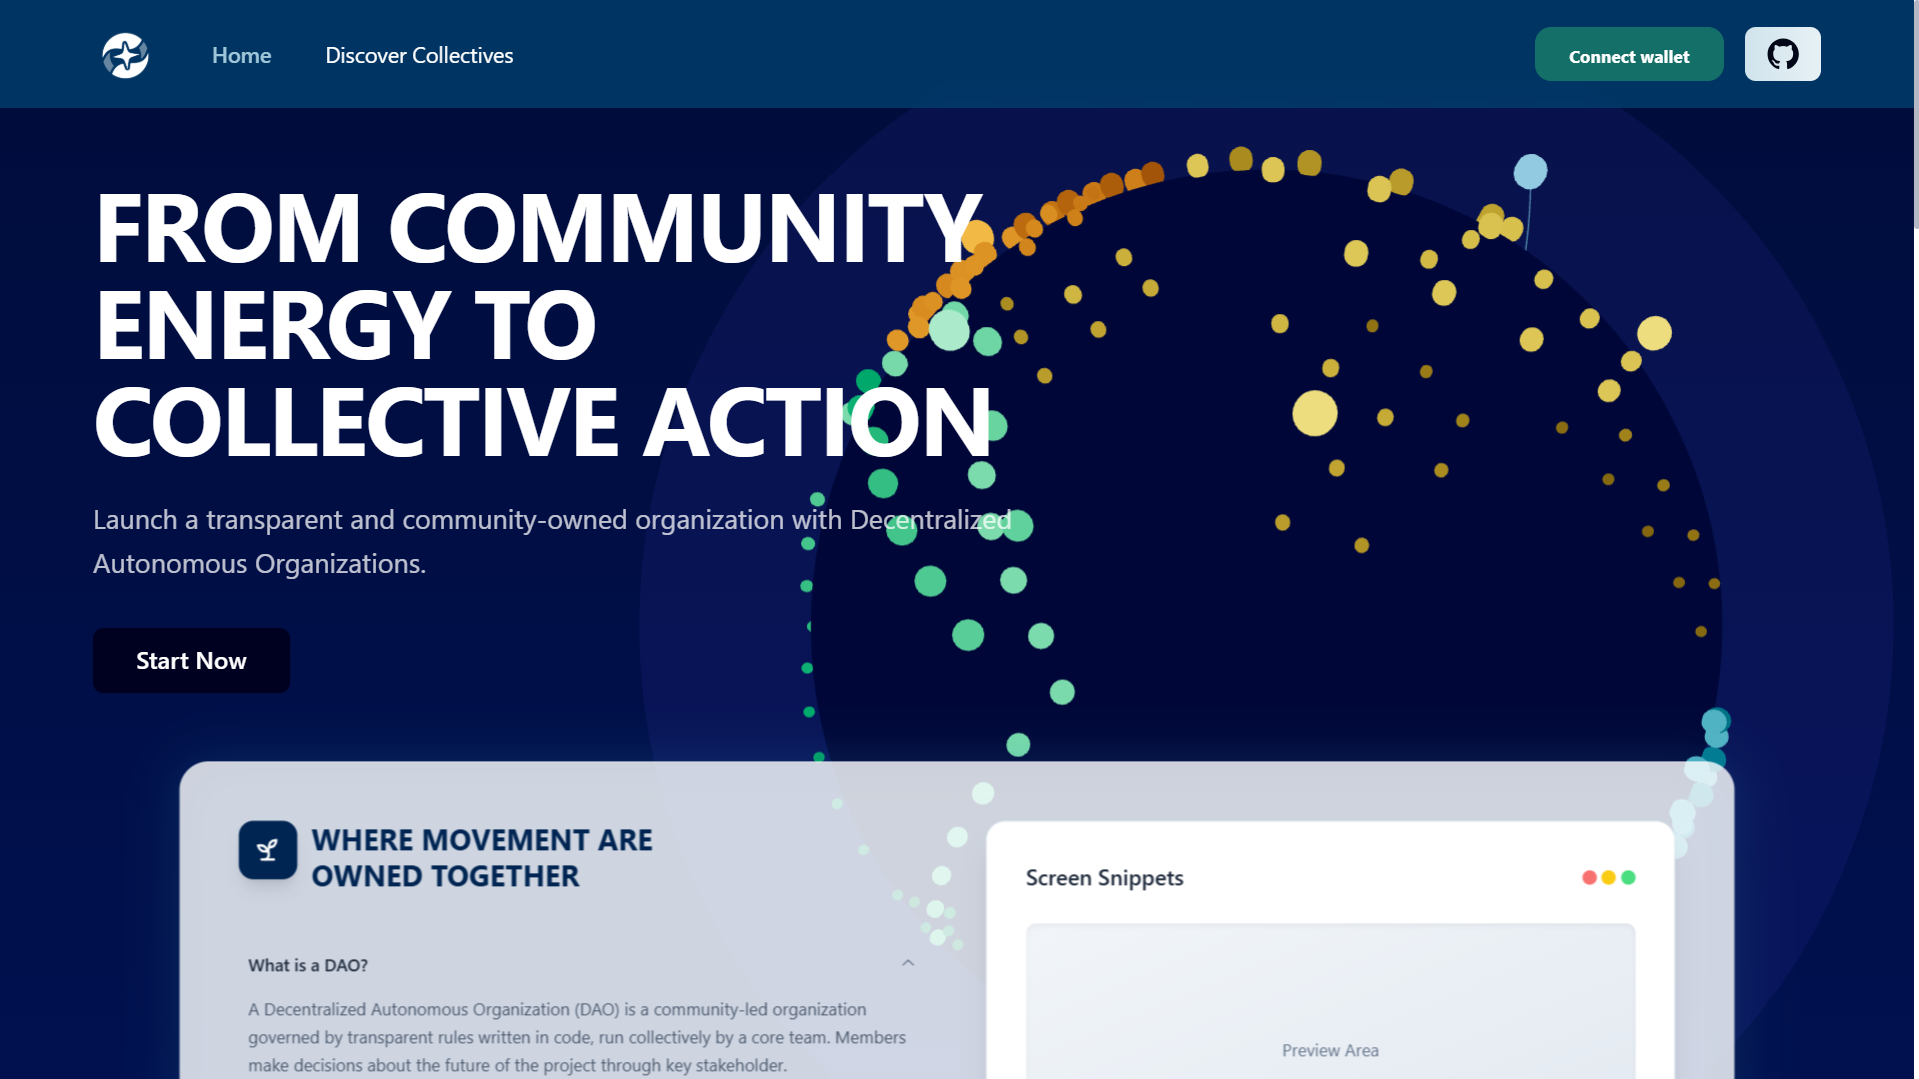 Home
Discover Collectives
Connect wallet
FROM COMMUNITY
ENERGY TO
COLLECTIVE ACTION
Launch a transparent and community-owned organization with Decentralized
Autonomous Organizations.
Start Now
WHERE MOVEMENT ARE
OWNED TOGETHER
What is a DAO?
A Decentralized Autonomous Organization (DAO) is a community-led organization
governed by transparent rules written in code, run collectively by a core team. Members
make decisions about the future of the project through key stakeholder.
Screen Snippets
Preview Area